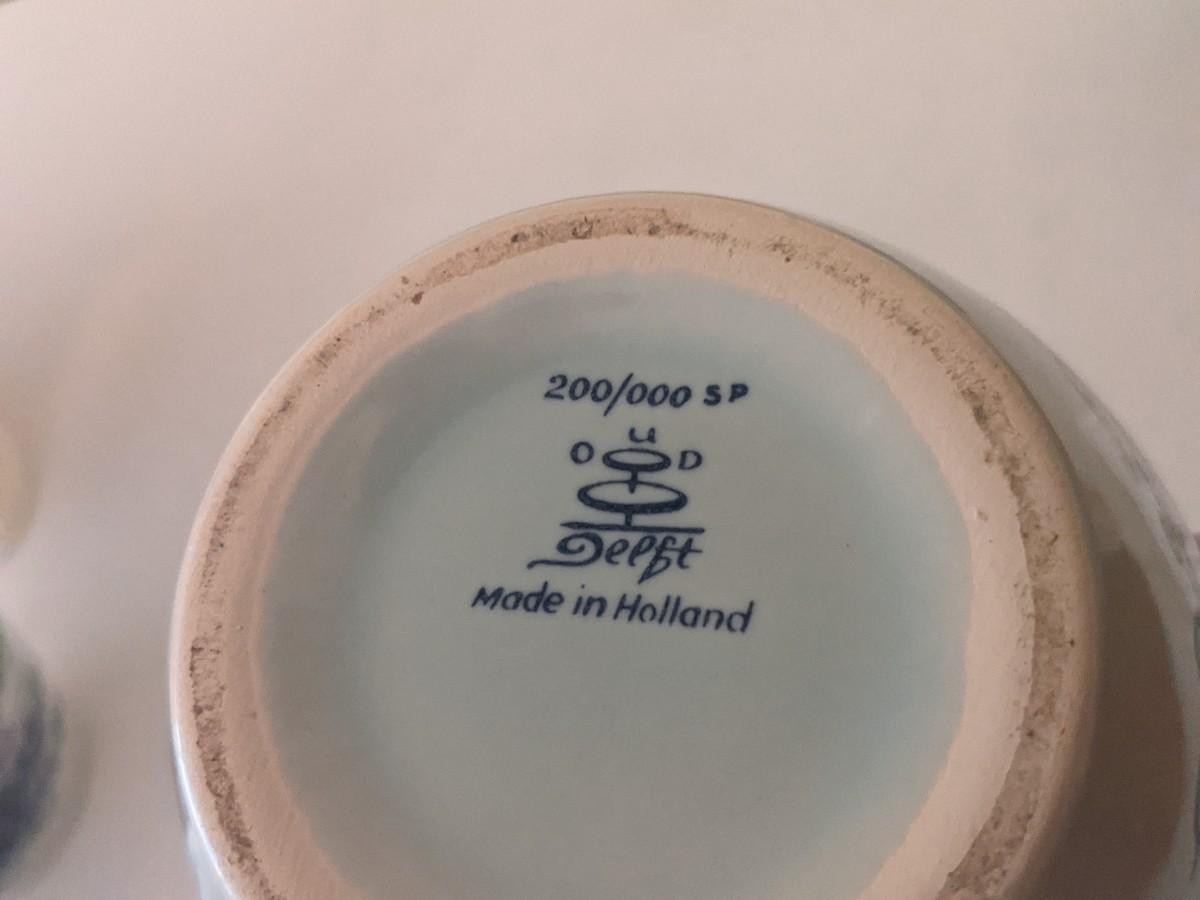 200/000 SP
O U D
Delft
Made in Holland